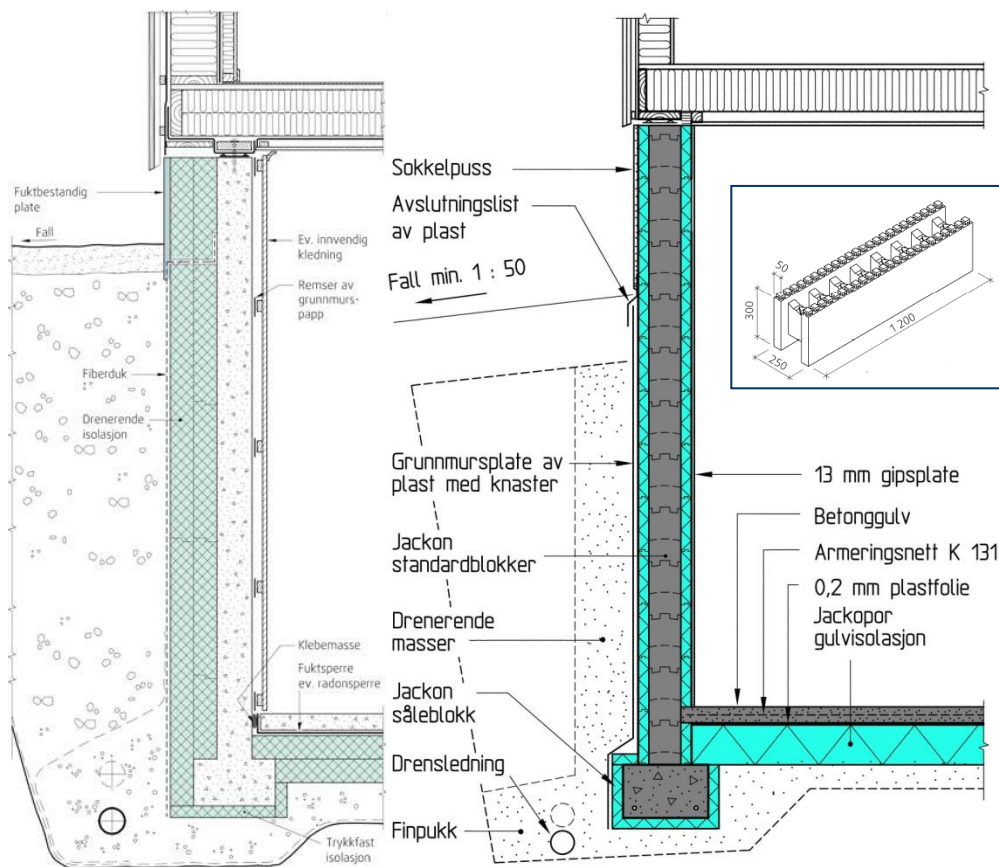 Fuktbestandig
plate
Fall
Ev. innvendig
kledning
Remser av
grunnmurs-
papp
Fiberduk
Drenerende
isolasjon
Klebemasse
Fuktsperre
ev. radonsperre
Trykkfast
isolasjon
Sokkelpuss
Avslutningslist
av plast
Fall min. 1 : 50
Grunnmursplate av
plast med knaster
Jackon
standardblokker
Drenerende
masser
Jackon
såleblokk
Drensledning
Finpukk
50
300
250
1 200
13 mm gipsplate
Betonggulv
Armeringsnett K 131
0,2 mm plastfolie
Jackopor
gulvisolasjon